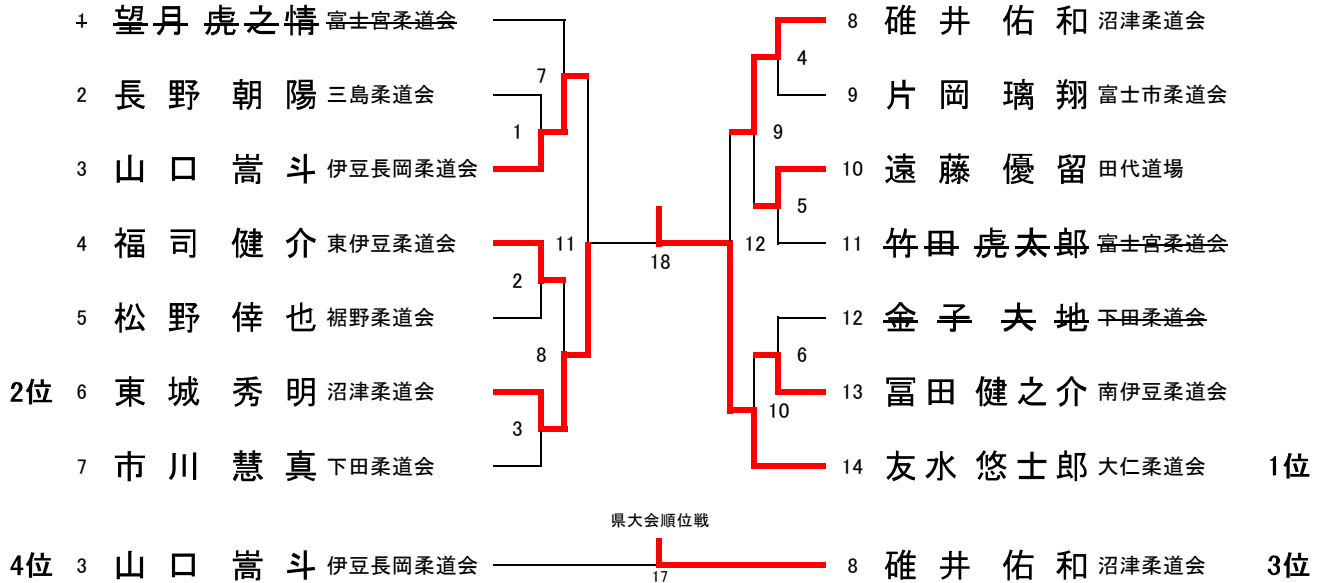 1 望月 虎之情 富士宮柔道会
2 長野 朝陽 三島柔道会
3 山口 嵩斗 伊豆長岡柔道会
4 福司 健介 東伊豆柔道会
5 松野 倖也 裾野柔道会
2位 6 東城 秀明 沼津柔道会
7 市川 慧真 下田柔道会
7
1
11
2
8
3
18
8 碓井 佑和 沼津柔道会
9 片岡 璃翔 富士市柔道会
10 遠藤 優留 田代道場
11 竹田 虎太郎 富士宮柔道会
12 金子 大地 下田柔道会
13 冨田 健之介 南伊豆柔道会
14 友水 悠士郎 大仁柔道会 1位
4
9
5
12
6
10
県大会順位戦
4位 3 山口 嵩斗 伊豆長岡柔道会
17
8 碓井 佑和 沼津柔道会 3位